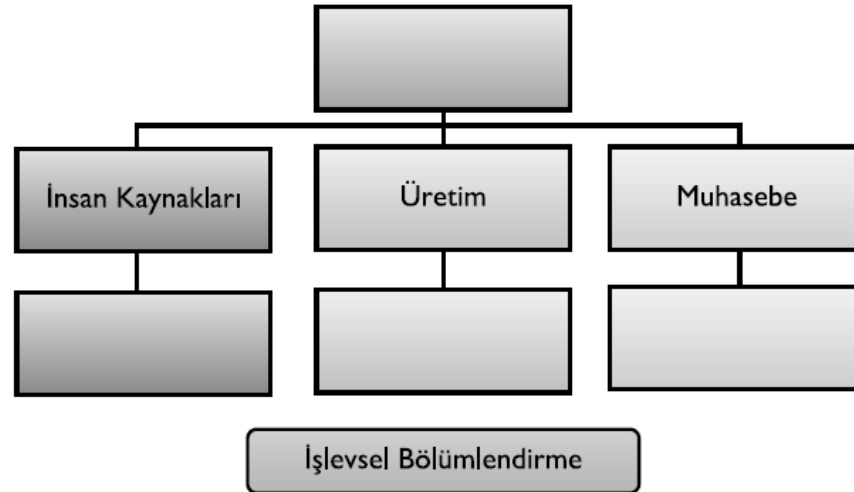 İnsan Kaynakları
Üretim
Muhasebe
İşlevsel Bölümlendirme